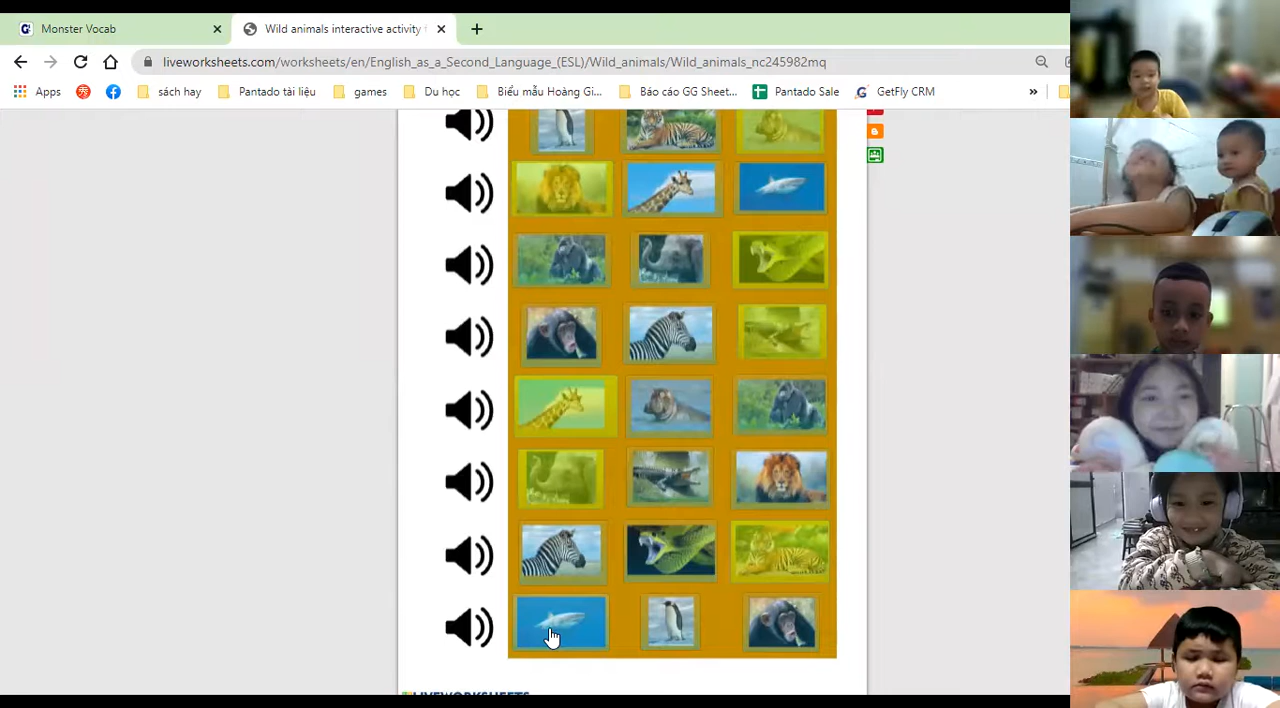 Monster Vocab
Wild animals interactive activity
liveworksheets.com/worksheets/en/English_as_a_Second_Language_(ESL)/Wild_animals/Wild_animals_nc245982mq
Apps sách hay Pantado tài liệu games Du học Biểu mẫu Hoàng Gi... Báo cáo GG Sheet... Pantado Sale GetFly CRM »
LIVEWORKSHEETS